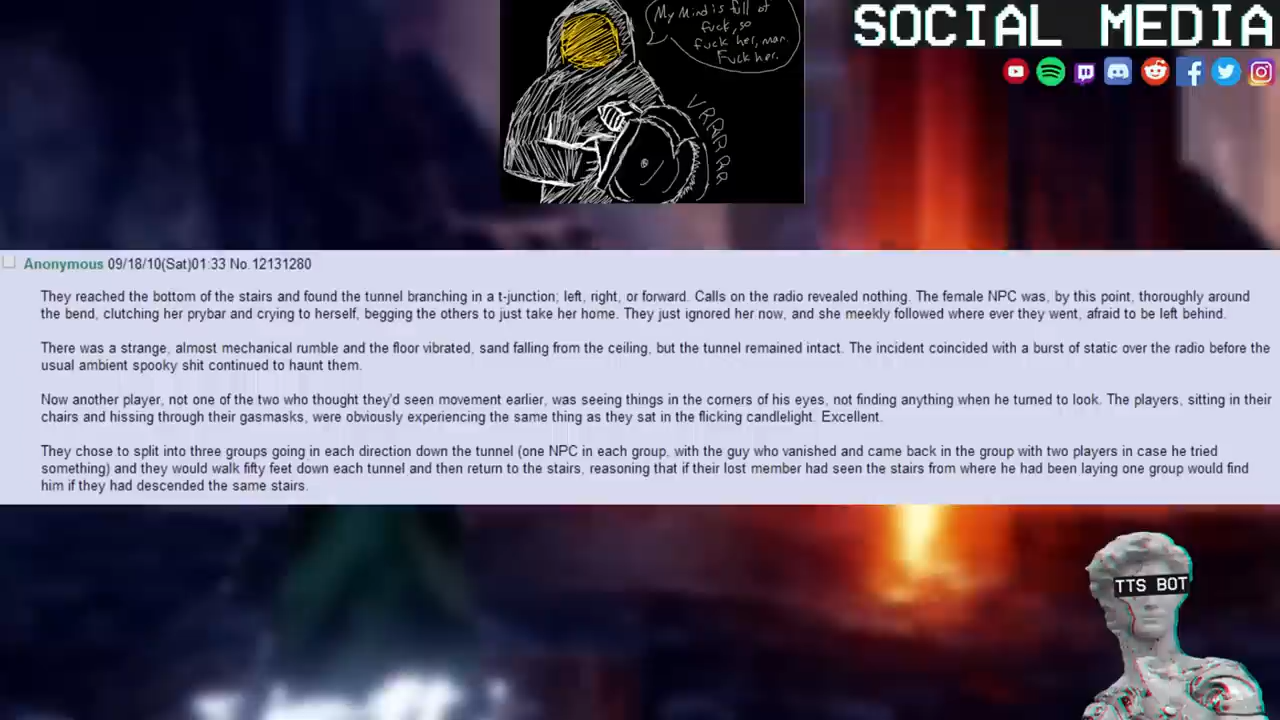 My Mind is full of
fuck, so
fuck her, man.
Fuck her.
SOCIAL MEDIA
VRRRRRR
Anonymous 09/18/10(Sat)01:33 No.12131280
They reached the bottom of the stairs and found the tunnel branching in a t-junction; left, right, or forward. Calls on the radio revealed nothing. The female NPC was, by this point, thoroughly around
the bend, clutching her prybar and crying to herself, begging the others to just take her home. They just ignored her now, and she meekly followed where ever they went, afraid to be left behind.
There was a strange, almost mechanical rumble and the floor vibrated, sand falling from the ceiling, but the tunnel remained intact. The incident coincided with a burst of static over the radio before the
usual ambient spooky shit continued to haunt them.
Now another player, not one of the two who thought they'd seen movement earlier, was seeing things in the corners of his eyes, not finding anything when he turned to look. The players, sitting in their
chairs and hissing through their gasmasks, were obviously experiencing the same thing as they sat in the flicking candlelight. Excellent.
They chose to split into three groups going in each direction down the tunnel (one NPC in each group, with the guy who vanished and came back in the group with two players in case he tried
something) and they would walk fifty feet down each tunnel and then return to the stairs, reasoning that if their lost member had seen the stairs from where he had been laying one group would find
him if they had descended the same stairs.
TTS BOT